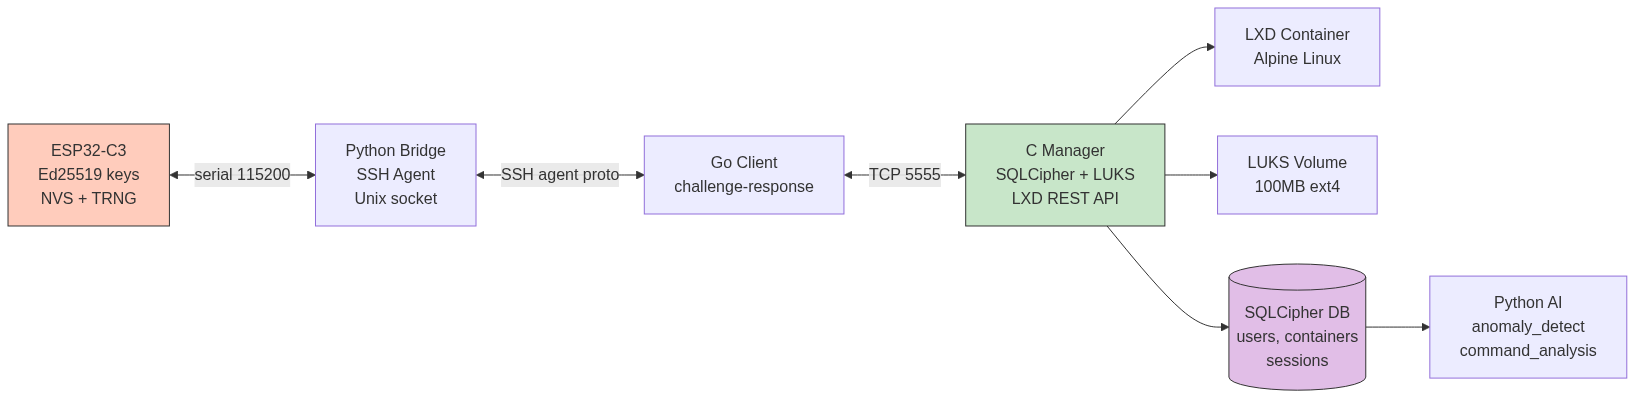 ESP32-C3
Ed25519 keys
NVS + TRNG
serial 115200
Python Bridge
SSH Agent
Unix socket
SSH agent proto
Go Client
challenge-response
TCP 5555
C Manager
SQLCipher + LUKS
LXD REST API
LXD Container
Alpine Linux
LUKS Volume
100MB ext4
SQLCipher DB
users, containers
sessions
Python AI
anomaly_detect
command_analysis